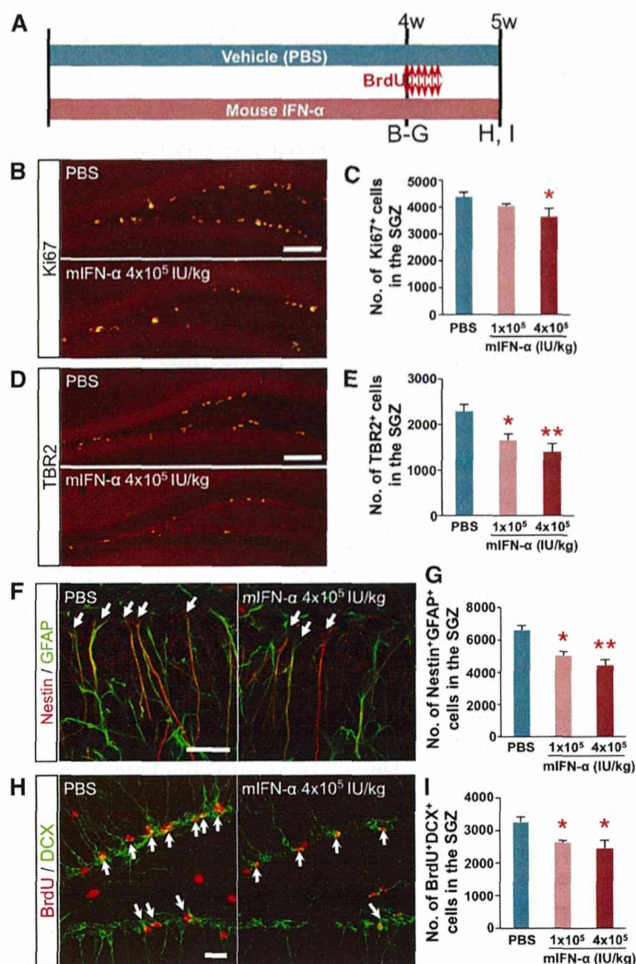 A
4w
5w
Vehicle (PBS)
BrdU
Mouse IFN-α
B-G
H, I
B
Ki67
PBS
mIFN-α 4x10⁵ IU/kg
C
No. of Ki67⁺ cells
in the SGZ
5000
4000
3000
2000
1000
0
*
PBS
1x10⁵
4x10⁵
mIFN-α (IU/kg)
D
TBR2
PBS
mIFN-α 4x10⁵ IU/kg
E
No. of TBR2⁺ cells
in the SGZ
3000
2000
1000
0
*
**
PBS
1x10⁵
4x10⁵
mIFN-α (IU/kg)
F
Nestin / GFAP
PBS
mIFN-α 4x10⁵ IU/kg
G
No. of Nestin⁺GFAP⁺
cells in the SGZ
8000
6000
4000
2000
0
*
**
PBS
1x10⁵
4x10⁵
mIFN-α (IU/kg)
H
BrdU / DCX
PBS
mIFN-α 4x10⁵ IU/kg
I
No. of BrdU⁺DCX⁺
cells in the SGZ
4000
3000
2000
1000
0
*
*
PBS
1x10⁵
4x10⁵
mIFN-α (IU/kg)